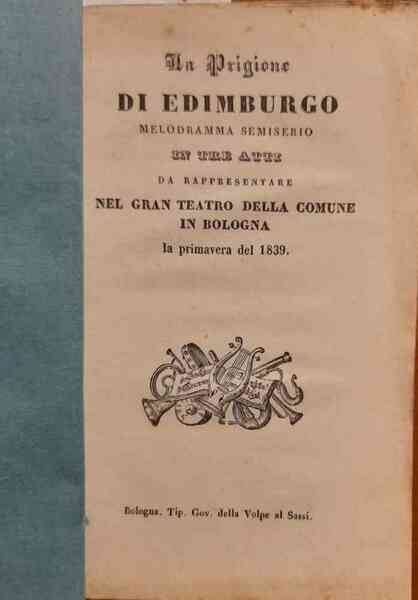 La Prigione
DI EDIMBURGO
MELODRAMMA SEMISERIO
IN TRE ATTI
DA RAPPRESENTARE
NEL GRAN TEATRO DELLA COMUNE
IN BOLOGNA
la primavera del 1839.
Bologna. Tip. Gov. della Volpe al Sassi.